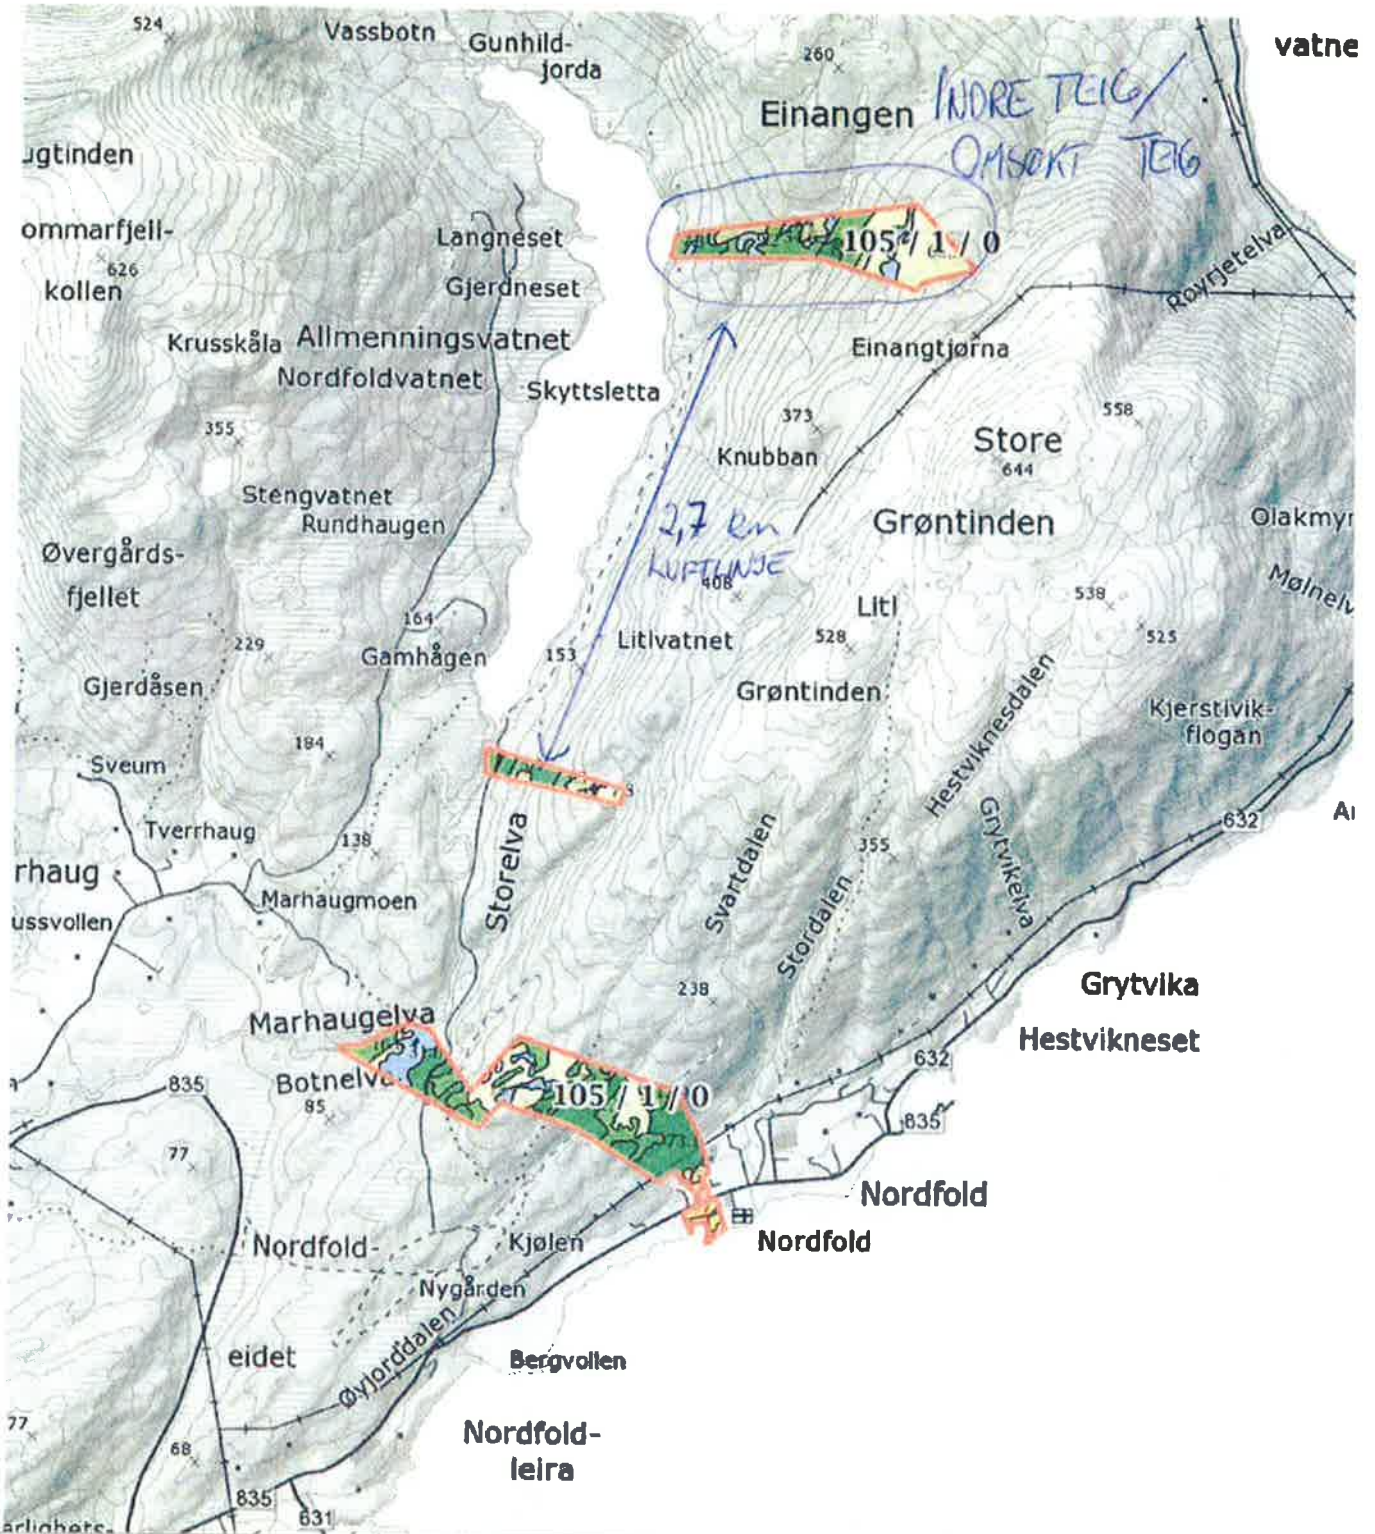 524
Vassbotn
Gunhild-
jorda
260
vatne
Einangen
INDRE TEIG/
OMSØKT TEIG
ugtinden
ommarfjell-
626
kollen
Langneset
Gjerdneset
105 / 1 / 0
Røyrjetelva
Krusskåla
Allmenningsvatnet
Nordfoldvatnet
Skyttsletta
Einangtjørna
355
373
558
Knubban
Store
644
Stengvatnet
Rundhaugen
2,7 km
LUFTLINJE
Grøntinden
Olakmyr
Øvergårds-
fjellet
408
Litl
538
Mølnelv
164
229
Gamhågen
153
Litlvatnet
528
525
Gjerdåsen
Grøntinden
Hestviknesdalen
Kjerstivik-
flogan
184
Sveum
Tverrhaug
138
Storelva
Svartdalen
355
Grytvikelva
632
rhaug
Marhaugmoen
ussvollen
Stordalen
238
Grytvika
Marhaugelva
Hestvikneset
632
835
Botnelva
85
105 / 1 / 0
835
77
Nordfold
Nordfold-
Kjølen
Nordfold
Nygården
eidet
Øyjorddalen
Bergvollen
77
68
Nordfold-
leira
835
631